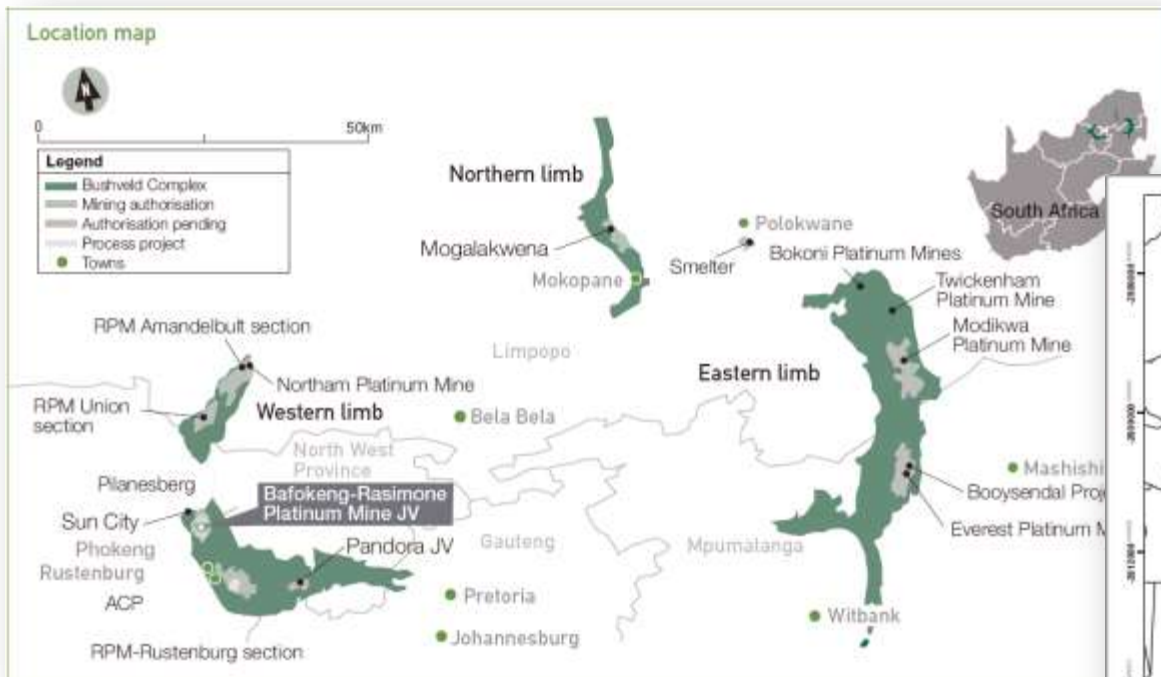 Location map
N
0 50km
Legend
Bushveld Complex
Mining authorisation
Authorisation pending
Process project
Towns
Northern limb
Mogalakwena
Mokopane
Polokwane
Smelter
South Africa
Bokoni Platinum Mines
Twickenham
Platinum Mine
Modikwa
Platinum Mine
RPM Amandelbult section
Northam Platinum Mine
RPM Union
section
Western limb
Limpopo
Bela Bela
Eastern limb
North West
Province
Pilanesberg
Bafokeng-Rasimone
Platinum Mine JV
Sun City
Phokeng
Rustenburg
ACP
Pandora JV
RPM-Rustenburg section
Gauteng
Pretoria
Johannesburg
Mpumalanga
Witbank
Mashishi
Booysendal Proj
Everest Platinum M